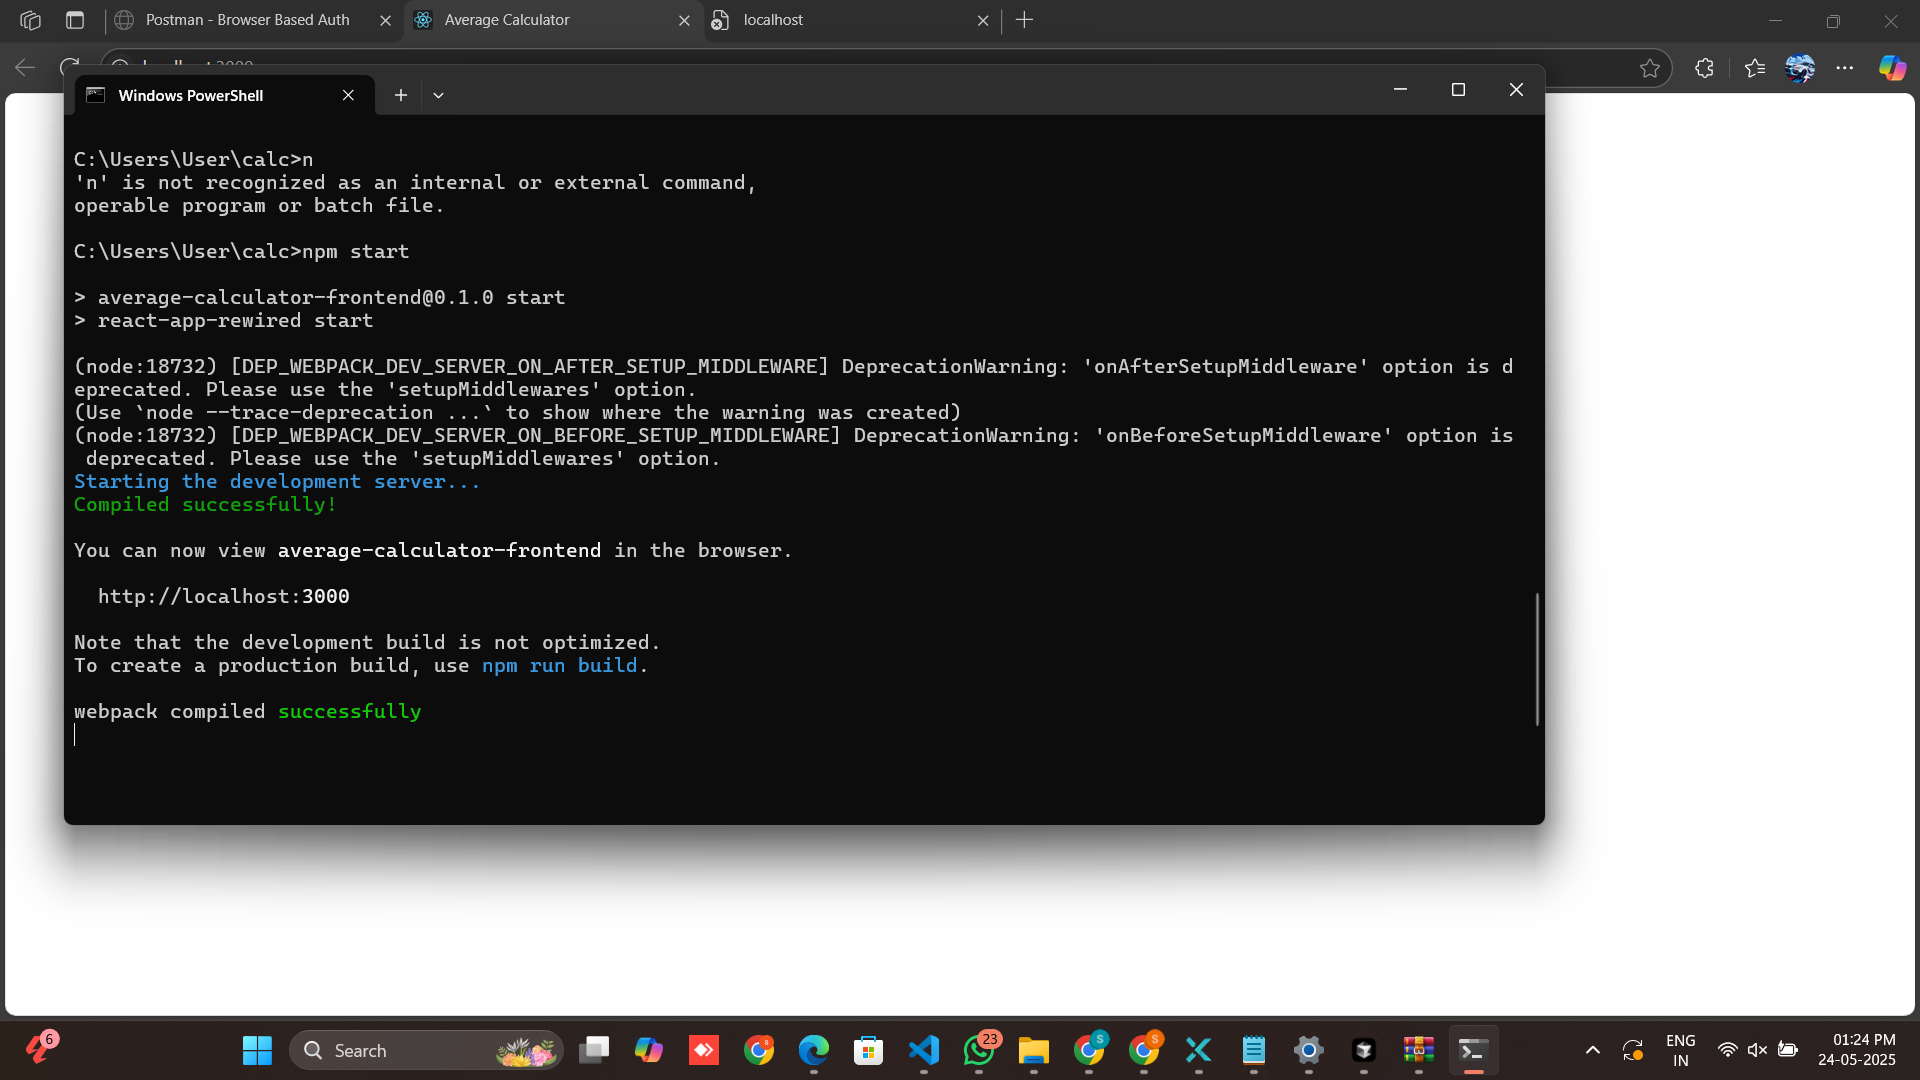 Postman - Browser Based Auth
Average Calculator
localhost
Windows PowerShell
C:\Users\User\calc>n
'n' is not recognized as an internal or external command,
operable program or batch file.
C:\Users\User\calc>npm start
> average-calculator-frontend@0.1.0 start
> react-app-rewired start
(node:18732) [DEP_WEBPACK_DEV_SERVER_ON_AFTER_SETUP_MIDDLEWARE] DeprecationWarning: 'onAfterSetupMiddleware' option is d
eprecated. Please use the 'setupMiddlewares' option.
(Use `node --trace-deprecation ...` to show where the warning was created)
(node:18732) [DEP_WEBPACK_DEV_SERVER_ON_BEFORE_SETUP_MIDDLEWARE] DeprecationWarning: 'onBeforeSetupMiddleware' option is
 deprecated. Please use the 'setupMiddlewares' option.
Starting the development server...
Compiled successfully!
You can now view average-calculator-frontend in the browser.
http://localhost:3000
Note that the development build is not optimized.
To create a production build, use npm run build.
webpack compiled successfully
6
Search
23
S
S
S
ENG
IN
01:24 PM
24-05-2025